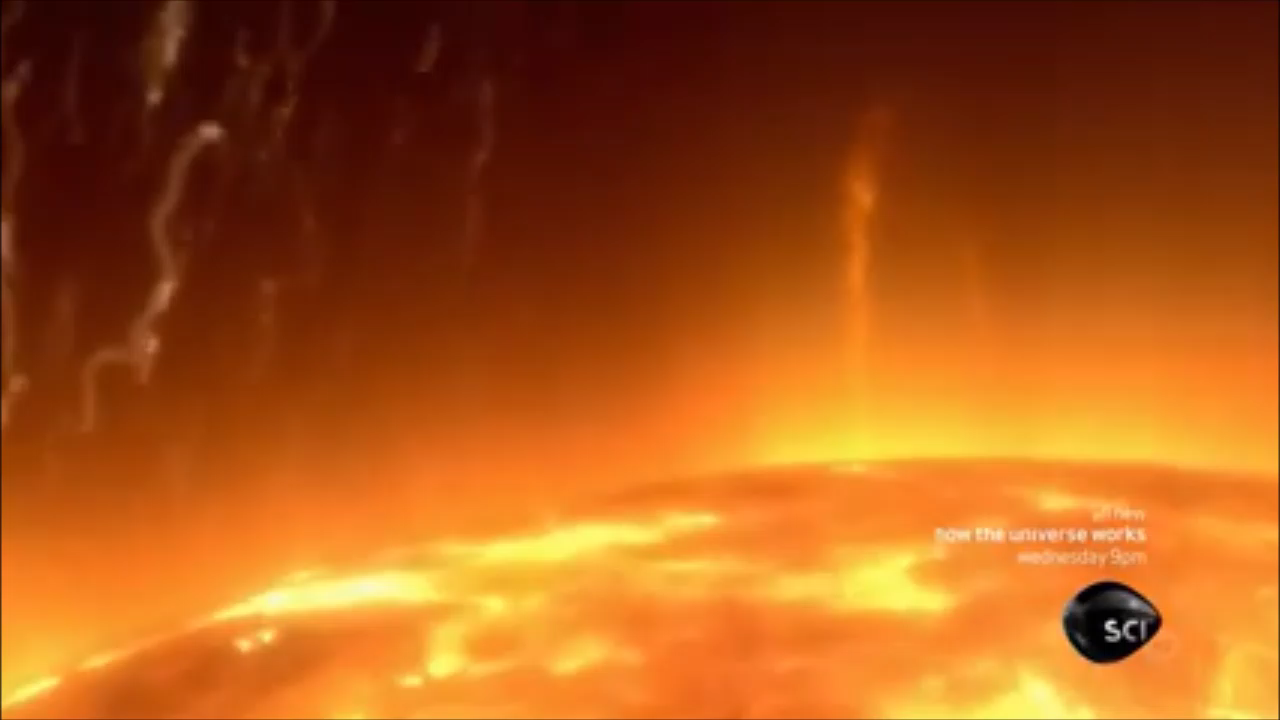 all new
how the universe works
wednesday 9pm
SCI